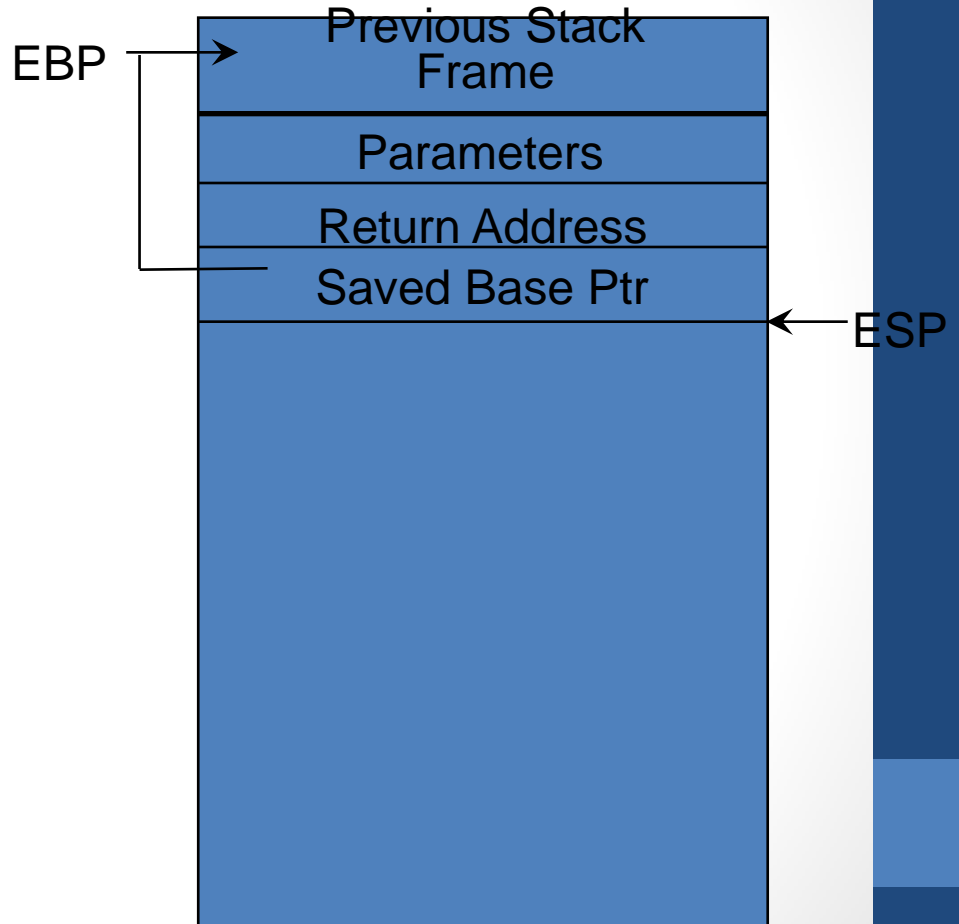 Previous Stack
Frame
EBP
Parameters
Return Address
Saved Base Ptr
ESP